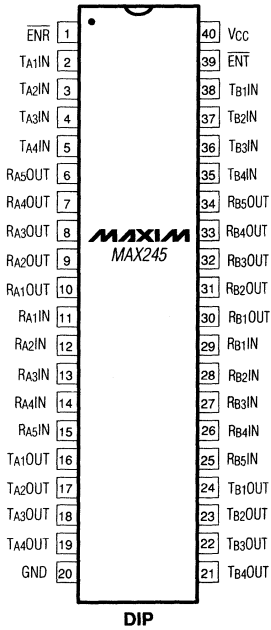 ENR 1 40 VCC
TA1IN 2 39 ENT
TA2IN 3 38 TB1IN
TA3IN 4 37 TB2IN
TA4IN 5 36 TB3IN
RA5OUT 6 35 TB4IN
RA4OUT 7 34 RB5OUT
RA3OUT 8 MAXIM 33 RB4OUT
RA2OUT 9 MAX245 32 RB3OUT
RA1OUT 10 31 RB2OUT
RA1IN 11 30 RB1OUT
RA2IN 12 29 RB1IN
RA3IN 13 28 RB2IN
RA4IN 14 27 RB3IN
RA5IN 15 26 RB4IN
TA1OUT 16 25 RB5IN
TA2OUT 17 24 TB1OUT
TA3OUT 18 23 TB2OUT
TA4OUT 19 22 TB3OUT
GND 20 21 TB4OUT
DIP